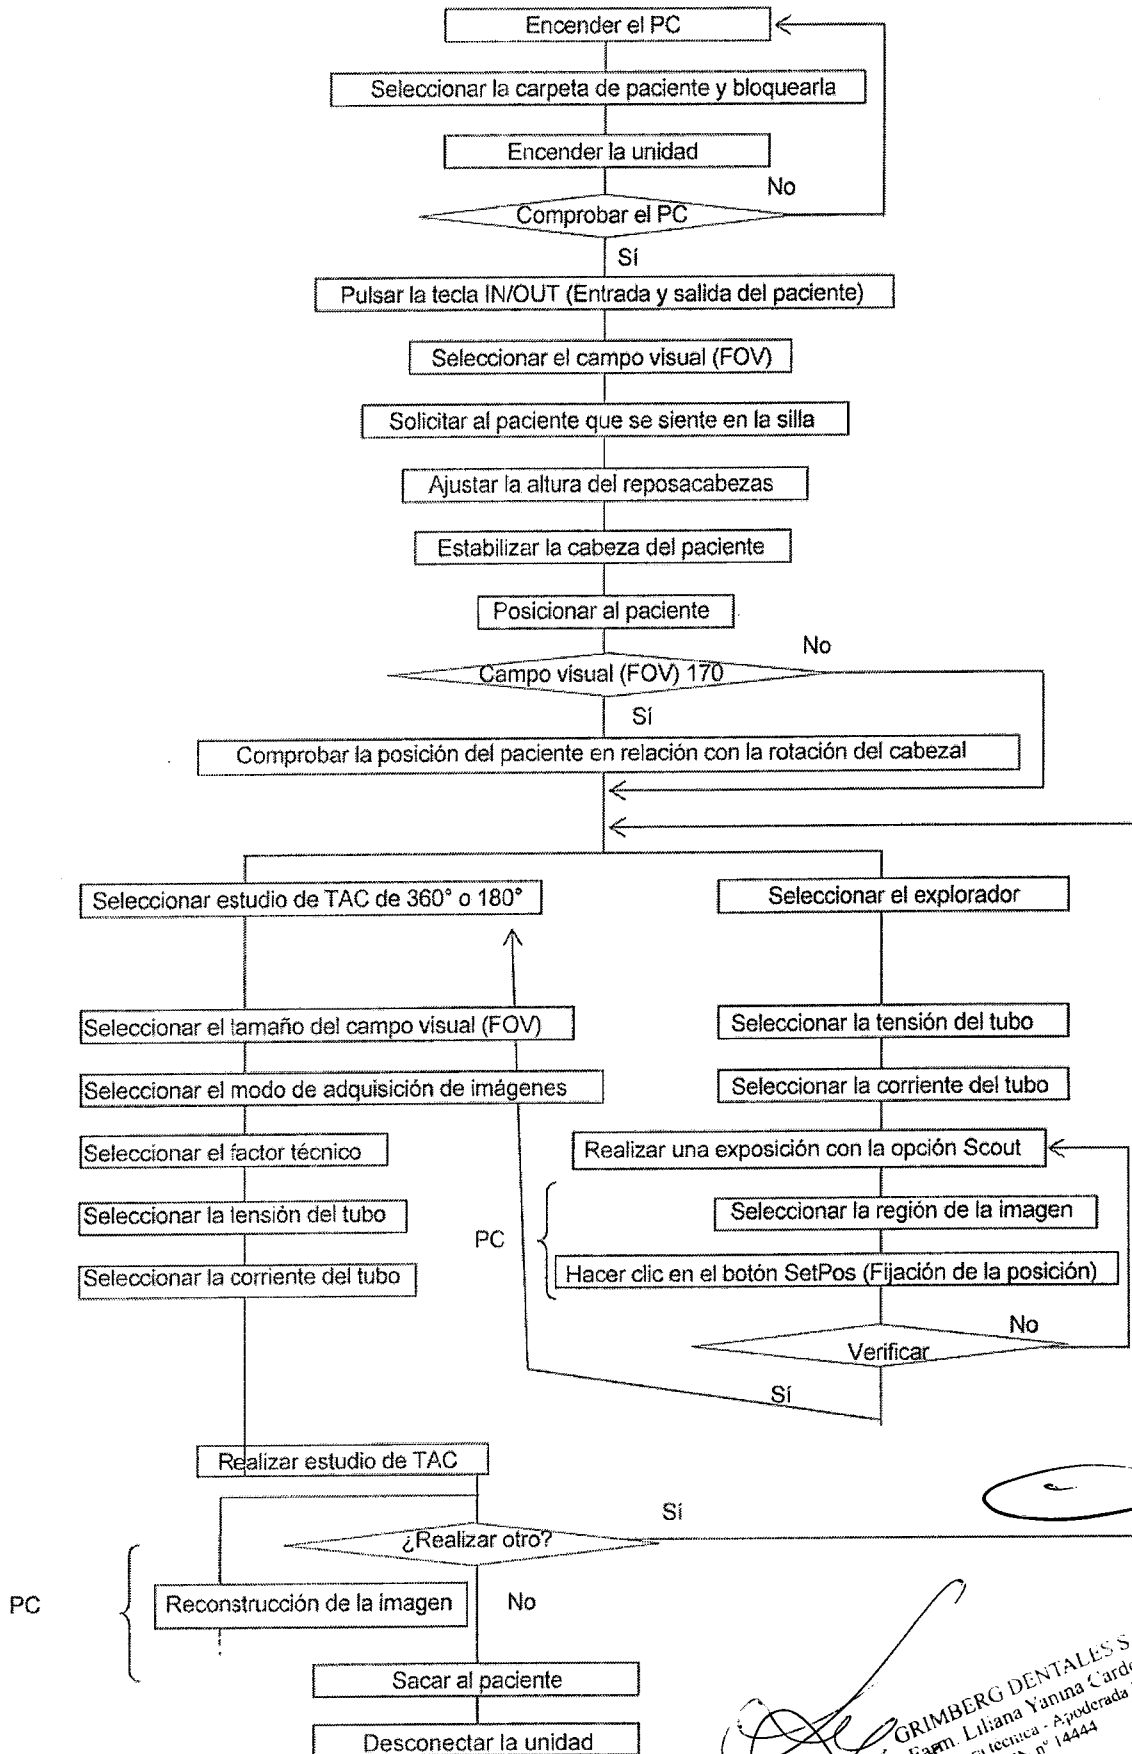 Encender el PC
Seleccionar la carpeta de paciente y bloquearla
Encender la unidad
No
Comprobar el PC
Sí
Pulsar la tecla IN/OUT (Entrada y salida del paciente)
Seleccionar el campo visual (FOV)
Solicitar al paciente que se siente en la silla
Ajustar la altura del reposacabezas
Estabilizar la cabeza del paciente
Posicionar al paciente
No
Campo visual (FOV) 170
Sí
Comprobar la posición del paciente en relación con la rotación del cabezal
Seleccionar estudio de TAC de 360° o 180°
Seleccionar el tamaño del campo visual (FOV)
Seleccionar el modo de adquisición de imágenes
Seleccionar el factor técnico
Seleccionar la tensión del tubo
Seleccionar la corriente del tubo
Seleccionar el explorador
Seleccionar la tensión del tubo
Seleccionar la corriente del tubo
Realizar una exposición con la opción Scout
PC
Seleccionar la región de la imagen
Hacer clic en el botón SetPos (Fijación de la posición)
No
Verificar
Sí
Realizar estudio de TAC
Sí
¿Realizar otro?
PC
Reconstrucción de la imagen
No
Sacar al paciente
Desconectar la unidad
GRIMBERG DENTALES S
Farm. Liliana Yanina
técnica - Apoderada
n° 14444